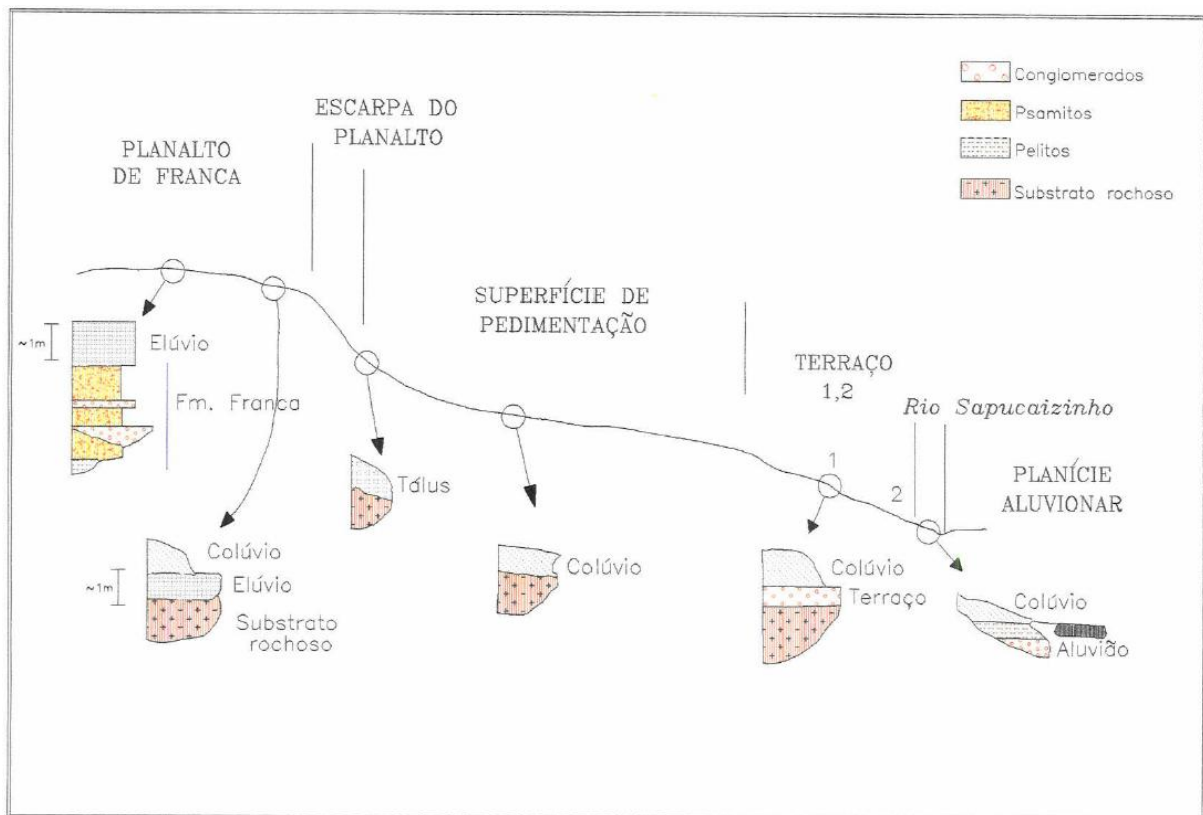 Conglomerados
Psamitos
Pelitos
Substrato rochoso
PLANALTO
DE FRANCA
ESCARPA DO
PLANALTO
SUPERFÍCIE DE
PEDIMENTAÇÃO
TERRAÇO
1,2
Rio Sapucaizinho
PLANÍCIE
ALUVIONAR
~1m
Elúvio
Fm. Franca
Tálus
1
2
Colúvio
~1m
Elúvio
Substrato
rochoso
Colúvio
Colúvio
Terraço
Colúvio
Aluvião